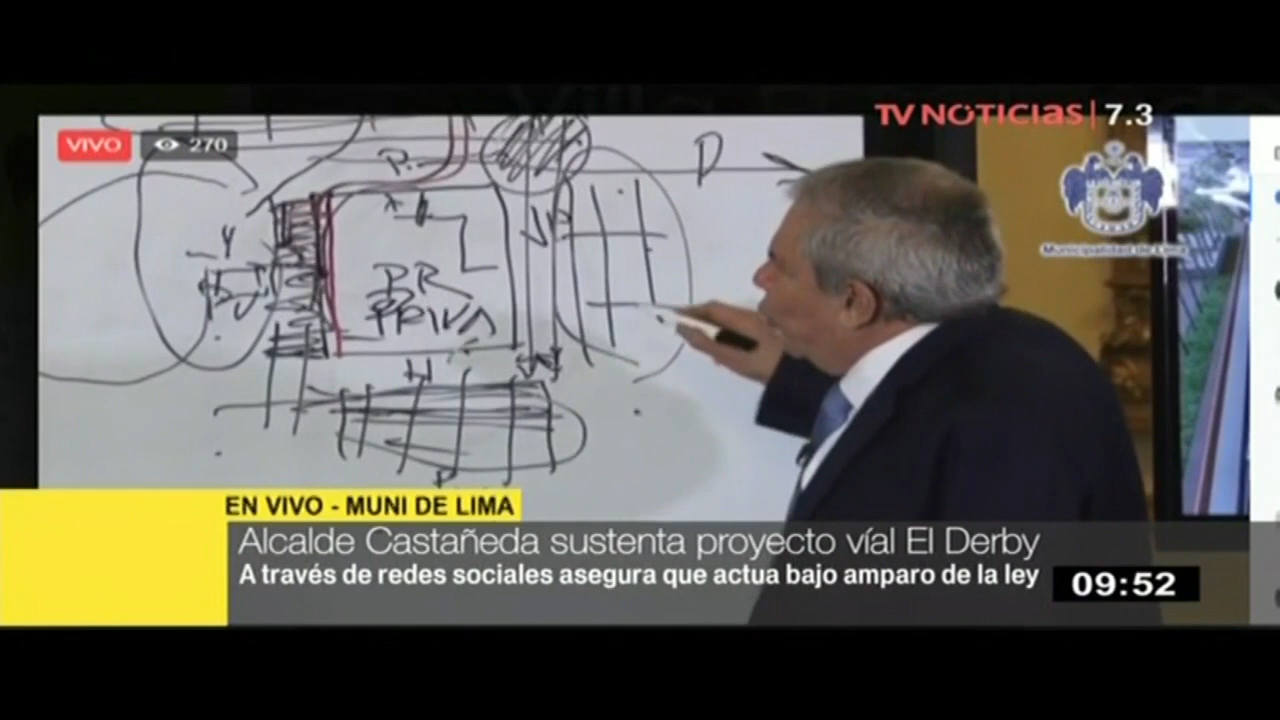 TV NOTICIAS | 7.3
VIVO 270
P.
D
Y
PR
PRIVA
H
Municipalidad de Lima
EN VIVO - MUNI DE LIMA
Alcalde Castañeda sustenta proyecto víal El Derby
A través de redes sociales asegura que actua bajo amparo de la ley
09:52